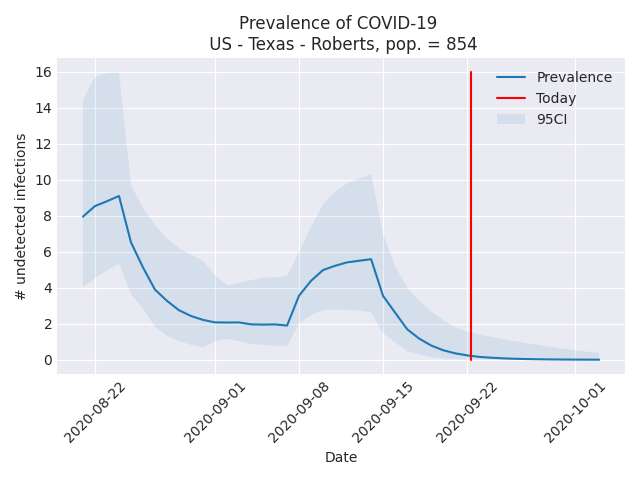 Prevalence of COVID-19
US - Texas - Roberts, pop. = 854
Prevalence
Today
95CI
# undetected infections
16
14
12
10
8
6
4
2
0
2020-08-22
2020-09-01
2020-09-08
2020-09-15
2020-09-22
2020-10-01
Date